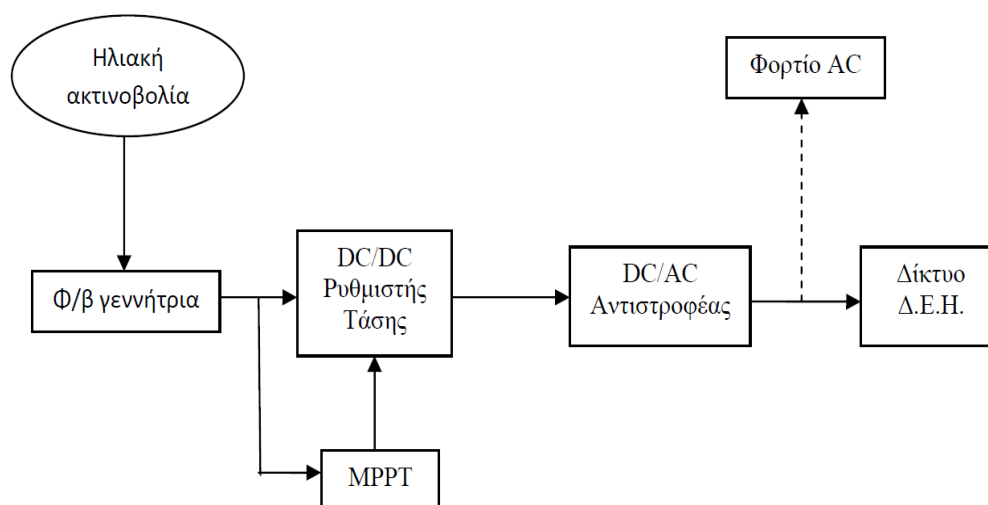 Ηλιακή
ακτινοβολία
Φορτίο AC
Φ/β γεννήτρια
DC/DC
Ρυθμιστής
Τάσης
DC/AC
Αντιστροφέας
Δίκτυο
Δ.Ε.Η.
MPPT